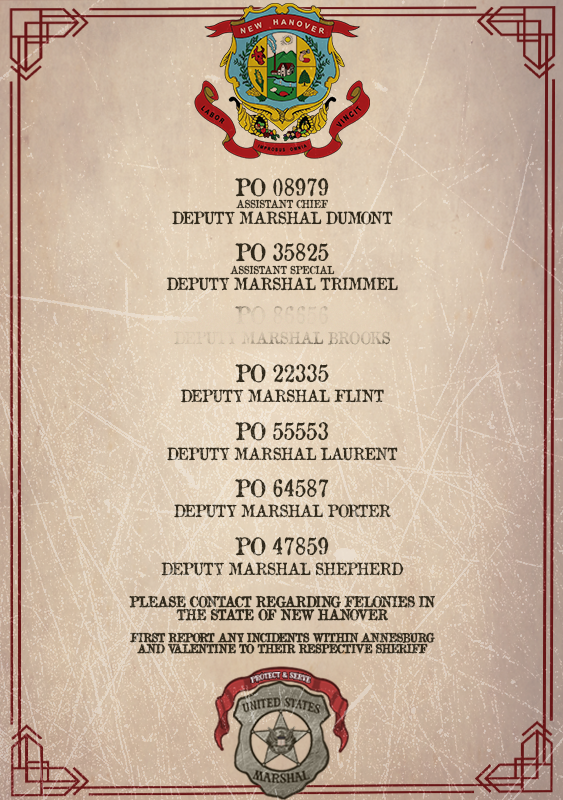 NEW HANOVER
LABOR
VINCIT
IMPROBUS OMNIA
PO 08979
ASSISTANT CHIEF
DEPUTY MARSHAL DUMONT
PO 35825
ASSISTANT SPECIAL
DEPUTY MARSHAL TRIMMEL
PO 86656
DEPUTY MARSHAL BROOKS
PO 22335
DEPUTY MARSHAL FLINT
PO 55553
DEPUTY MARSHAL LAURENT
PO 64587
DEPUTY MARSHAL PORTER
PO 47859
DEPUTY MARSHAL SHEPHERD
PLEASE CONTACT REGARDING FELONIES IN
THE STATE OF NEW HANOVER
FIRST REPORT ANY INCIDENTS WITHIN ANNESBURG
AND VALENTINE TO THEIR RESPECTIVE SHERIFF
PROTECT & SERVE
UNITED STATES
MARSHAL